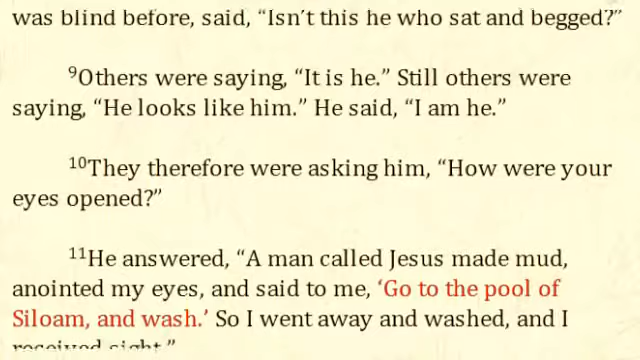 was blind before, said, “Isn’t this he who sat and begged?”
⁹Others were saying, “It is he.” Still others were
saying, “He looks like him.” He said, “I am he.”
¹⁰They therefore were asking him, “How were your
eyes opened?”
¹¹He answered, “A man called Jesus made mud,
anointed my eyes, and said to me, ‘Go to the pool of
Siloam, and wash.’ So I went away and washed, and I
received sight.”